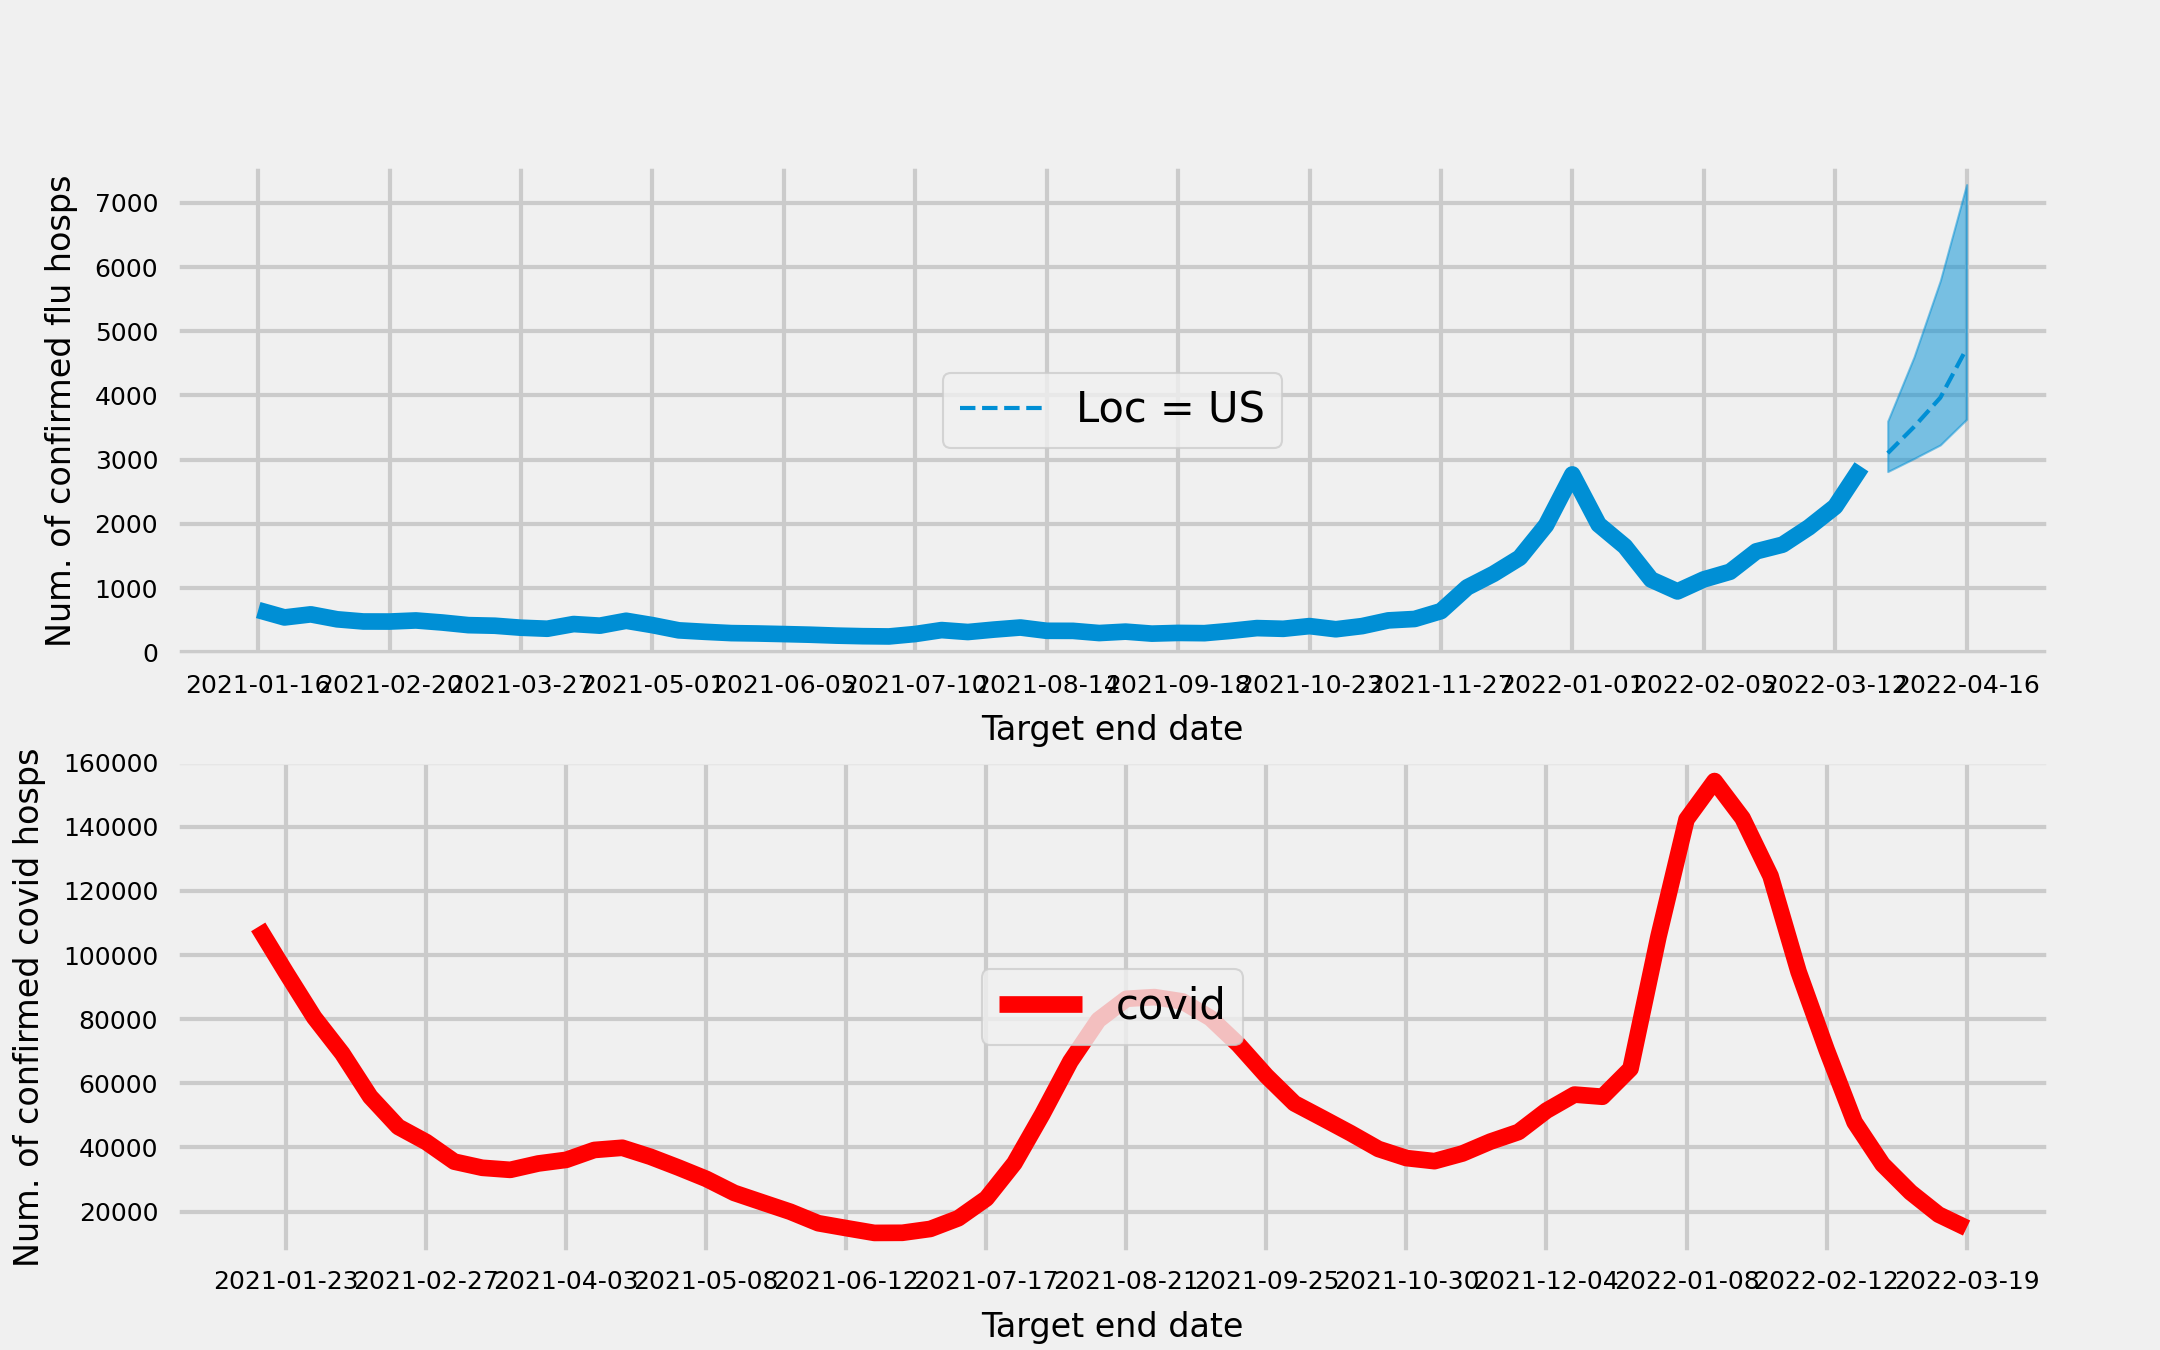 Num. of confirmed flu hosps
7000
6000
5000
4000
3000
2000
1000
0
Loc = US
2021-01-16 2021-02-20 2021-03-27 2021-05-01 2021-06-05 2021-07-10 2021-08-14 2021-09-18 2021-10-23 2021-11-27 2022-01-01 2022-02-05 2022-03-12 2022-04-16
Target end date
Num. of confirmed covid hosps
160000
140000
120000
100000
80000
60000
40000
20000
covid
2021-01-23 2021-02-27 2021-04-03 2021-05-08 2021-06-12 2021-07-17 2021-08-21 2021-09-25 2021-10-30 2021-12-04 2022-01-08 2022-02-12 2022-03-19
Target end date